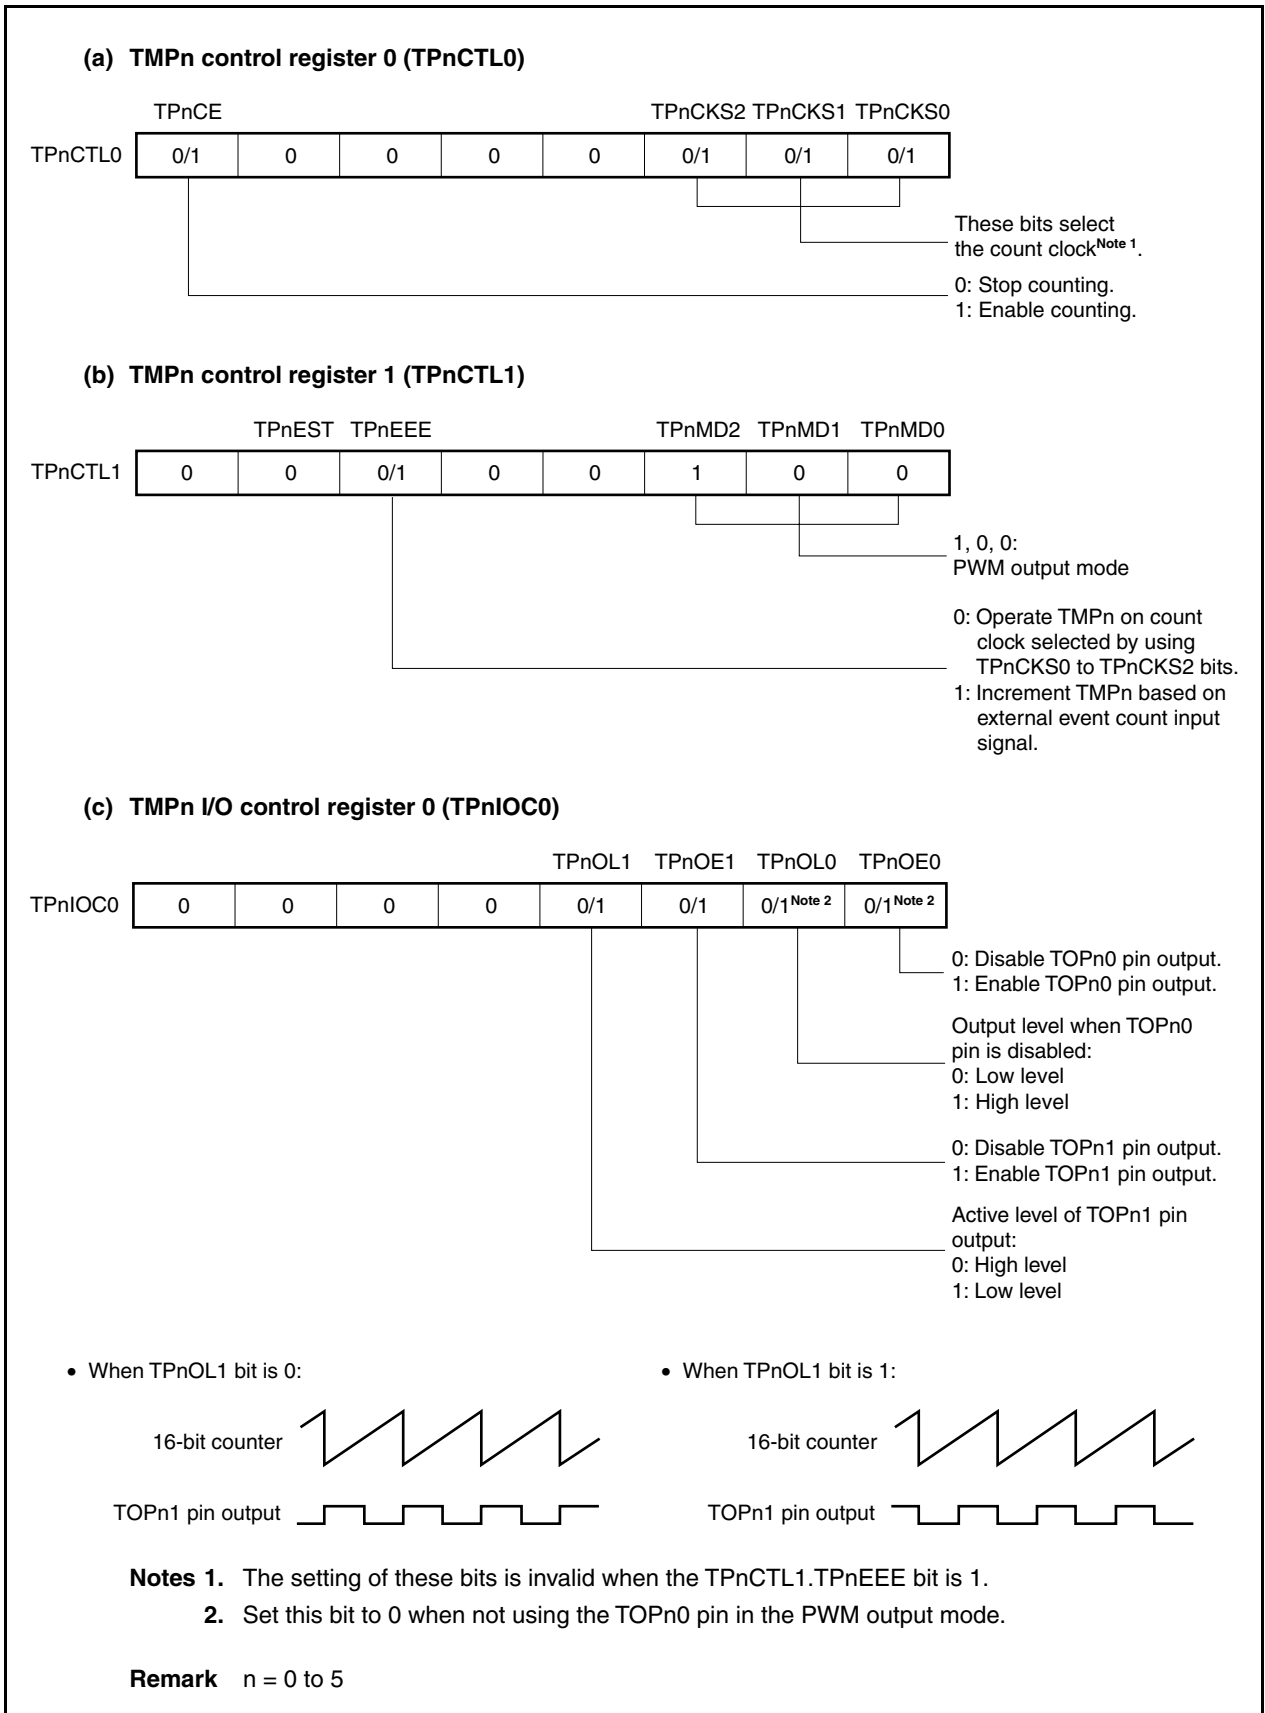 (a) TMPn control register 0 (TPnCTL0)
TPnCE TPnCKS2 TPnCKS1 TPnCKS0
TPnCTL0 0/1 0 0 0 0 0/1 0/1 0/1
These bits select
the count clockNote 1.
0: Stop counting.
1: Enable counting.
(b) TMPn control register 1 (TPnCTL1)
TPnEST TPnEEE TPnMD2 TPnMD1 TPnMD0
TPnCTL1 0 0 0/1 0 0 1 0 0
1, 0, 0:
PWM output mode
0: Operate TMPn on count
clock selected by using
TPnCKS0 to TPnCKS2 bits.
1: Increment TMPn based on
external event count input
signal.
(c) TMPn I/O control register 0 (TPnIOC0)
TPnOL1 TPnOE1 TPnOL0 TPnOE0
TPnIOC0 0 0 0 0 0/1 0/1 0/1Note 2 0/1Note 2
0: Disable TOPn0 pin output.
1: Enable TOPn0 pin output.
Output level when TOPn0
pin is disabled:
0: Low level
1: High level
0: Disable TOPn1 pin output.
1: Enable TOPn1 pin output.
Active level of TOPn1 pin
output:
0: High level
1: Low level
• When TPnOL1 bit is 0:
16-bit counter
TOPn1 pin output
• When TPnOL1 bit is 1:
16-bit counter
TOPn1 pin output
Notes 1. The setting of these bits is invalid when the TPnCTL1.TPnEEE bit is 1.
2. Set this bit to 0 when not using the TOPn0 pin in the PWM output mode.
Remark n = 0 to 5